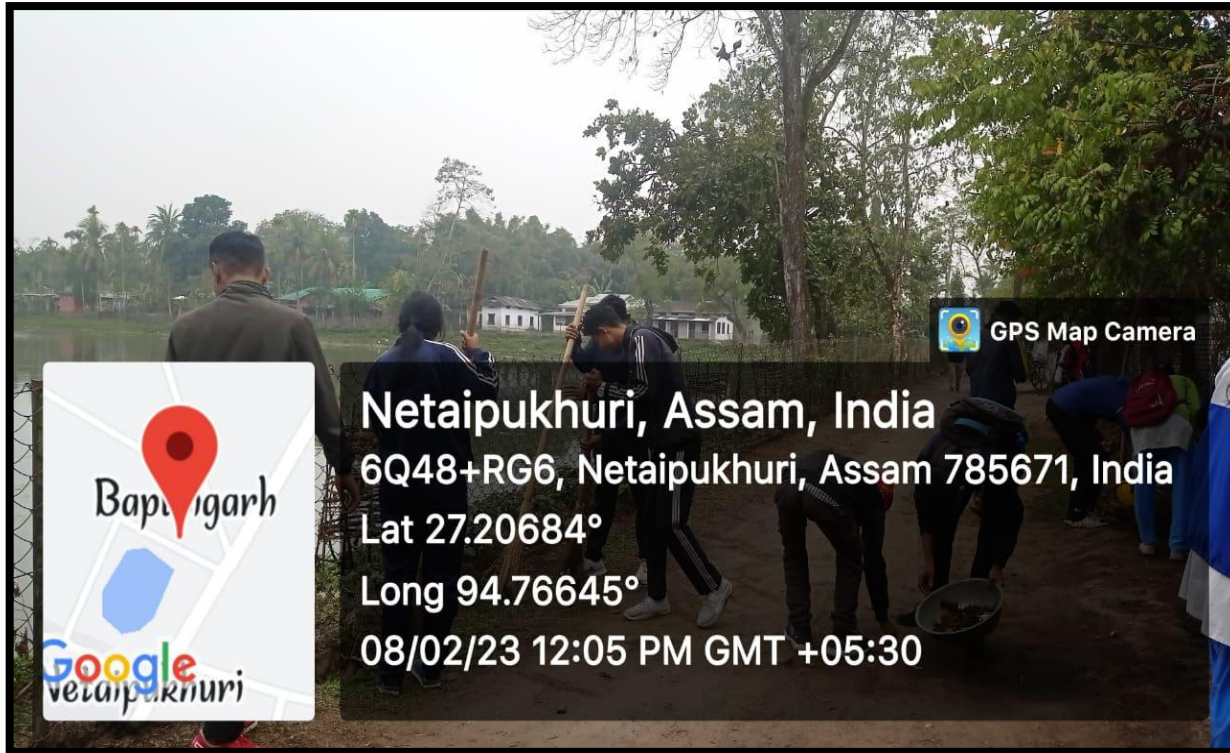 GPS Map Camera
Netaipukhuri, Assam, India
6Q48+RG6, Netaipukhuri, Assam 785671, India
Lat 27.20684°
Long 94.76645°
08/02/23 12:05 PM GMT +05:30
Google
Netaipukhuri